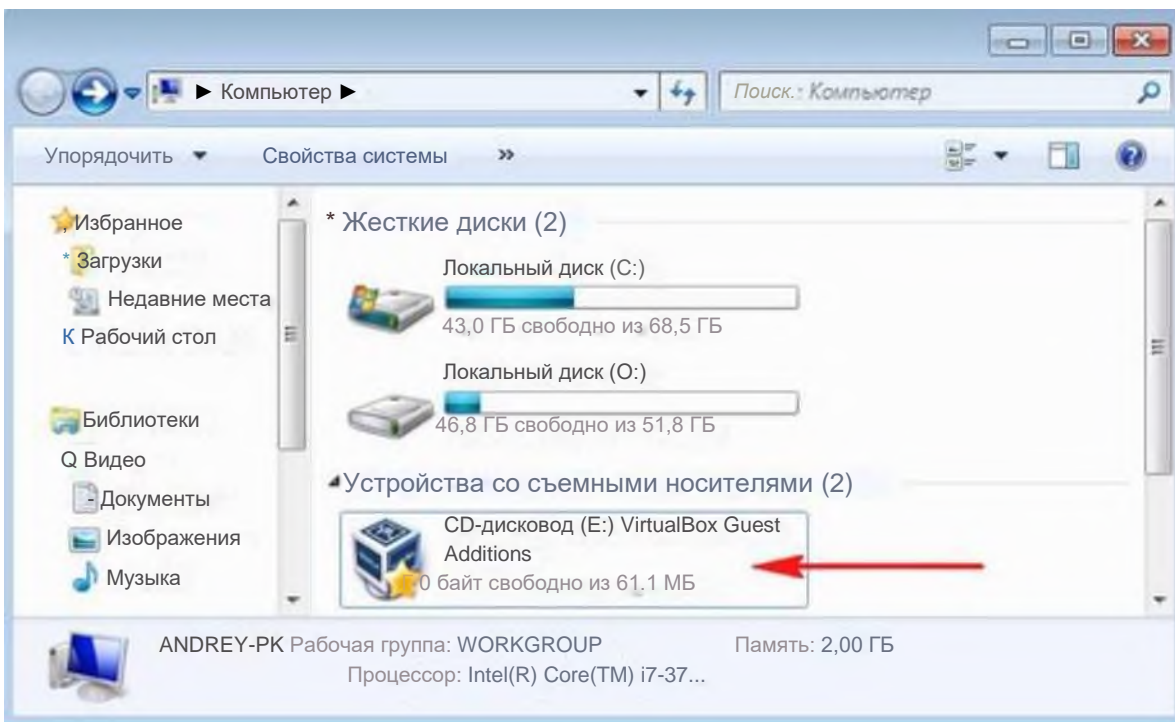 ► Компьютер ►
Поиск.: Компьютер
Упорядочить
Свойства системы »
Избранное
* Загрузки
Недавние места
К Рабочий стол
Библиотеки
Q Видео
Документы
Изображения
Музыка
* Жесткие диски (2)
Локальный диск (C:)
43,0 ГБ свободно из 68,5 ГБ
Локальный диск (O:)
46,8 ГБ свободно из 51,8 ГБ
Устройства со съемными носителями (2)
CD-дисковод (E:) VirtualBox Guest
Additions
0 байт свободно из 61.1 МБ
ANDREY-PK Рабочая группа: WORKGROUP Память: 2,00 ГБ
Процессор: Intel(R) Core(TM) i7-37...